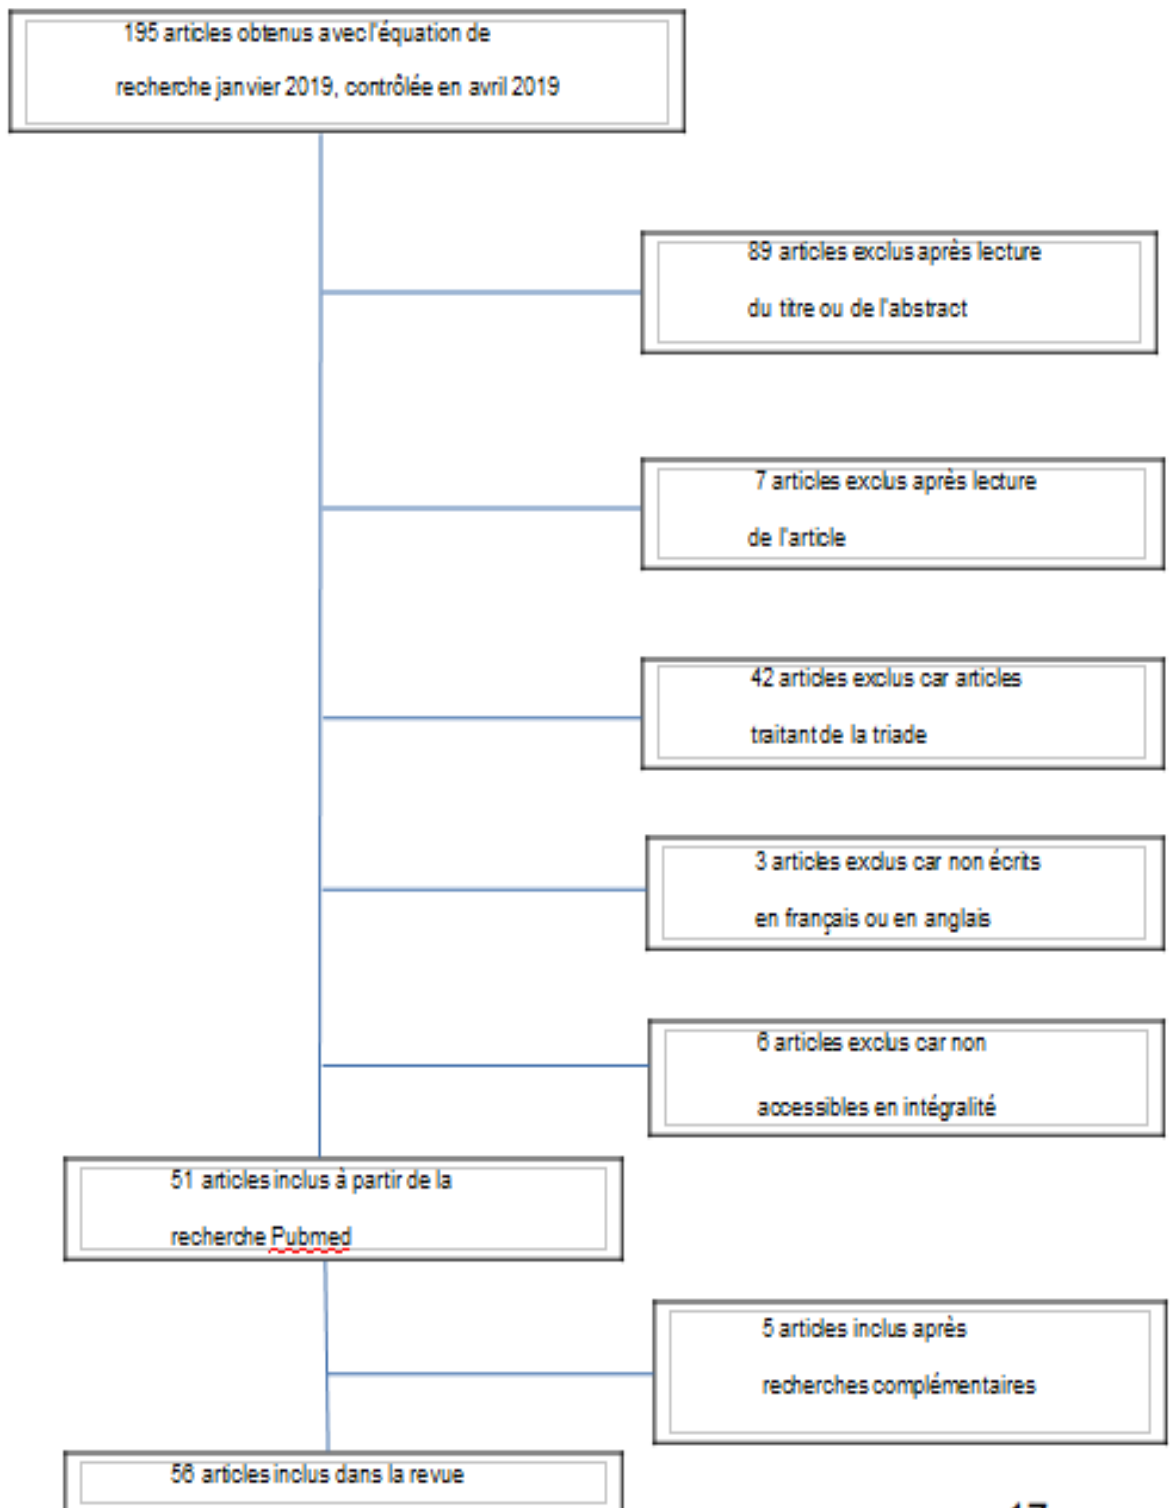 195 articles obtenus avec l'équation de
recherche janvier 2019, contrôlée en avril 2019
89 articles exclus après lecture
du titre ou de l'abstract
7 articles exclus après lecture
de l'article
42 articles exclus car articles
traitant de la triade
3 articles exclus car non écrits
en français ou en anglais
6 articles exclus car non
accessibles en intégralité
51 articles inclus à partir de la
recherche Pubmed
5 articles inclus après
recherches complémentaires
56 articles inclus dans la revue